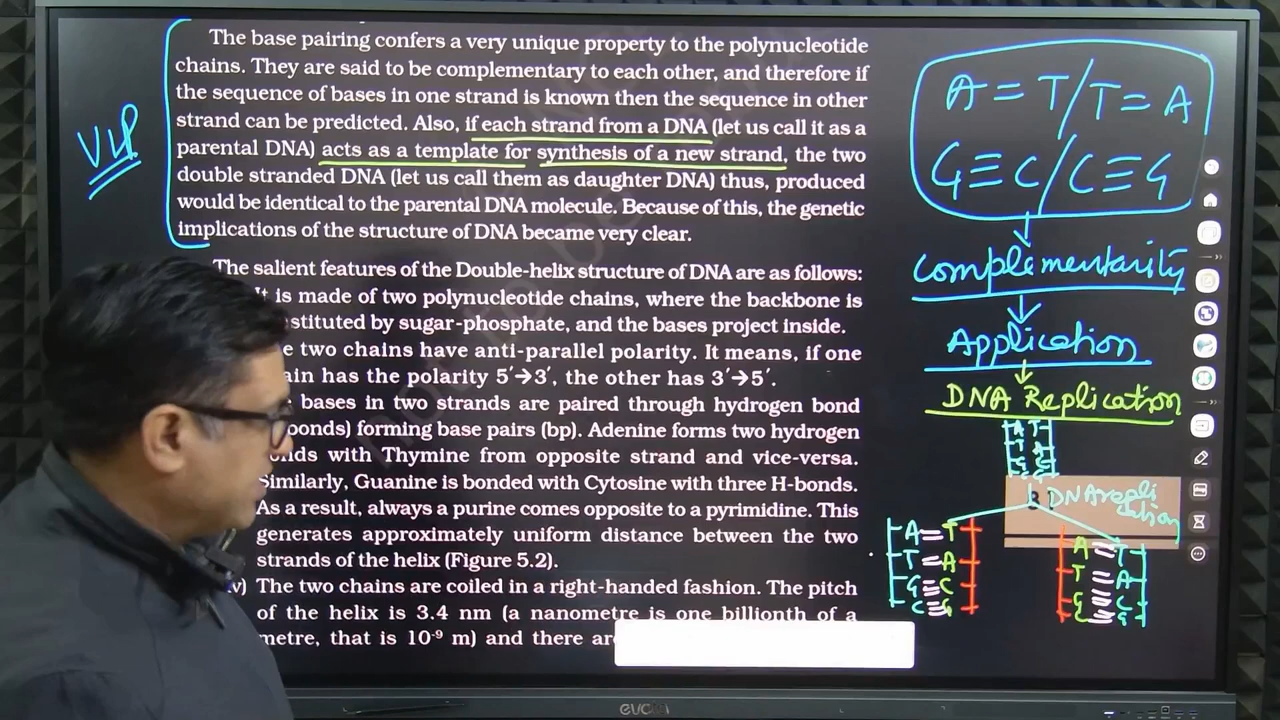 The base pairing confers a very unique property to the polynucleotide
chains. They are said to be complementary to each other, and therefore if
the sequence of bases in one strand is known then the sequence in other
strand can be predicted. Also, if each strand from a DNA (let us call it as a
parental DNA) acts as a template for synthesis of a new strand, the two
double stranded DNA (let us call them as daughter DNA) thus, produced
would be identical to the parental DNA molecule. Because of this, the genetic
implications of the structure of DNA became very clear.
The salient features of the Double-helix structure of DNA are as follows:
It is made of two polynucleotide chains, where the backbone is
stituted by sugar-phosphate, and the bases project inside.
e two chains have anti-parallel polarity. It means, if one
ain has the polarity 5′→3′, the other has 3′→5′.
bases in two strands are paired through hydrogen bond
bonds) forming base pairs (bp). Adenine forms two hydrogen
onds with Thymine from opposite strand and vice-versa.
Similarly, Guanine is bonded with Cytosine with three H-bonds.
As a result, always a purine comes opposite to a pyrimidine. This
generates approximately uniform distance between the two
strands of the helix (Figure 5.2).
v) The two chains are coiled in a right-handed fashion. The pitch
of the helix is 3.4 nm (a nanometre is one billionth of a
metre, that is 10⁻⁹ m) and there are
V.I.P
A = T / T = A
G ≡ C / C ≡ G
Complementarity
Application
DNA Replication
A T
T A
G C
C G
DNA repli
cation
A = T
T = A
G ≡ C
C ≡ G
A = T
T = A
G ≡ C
C ≡ G